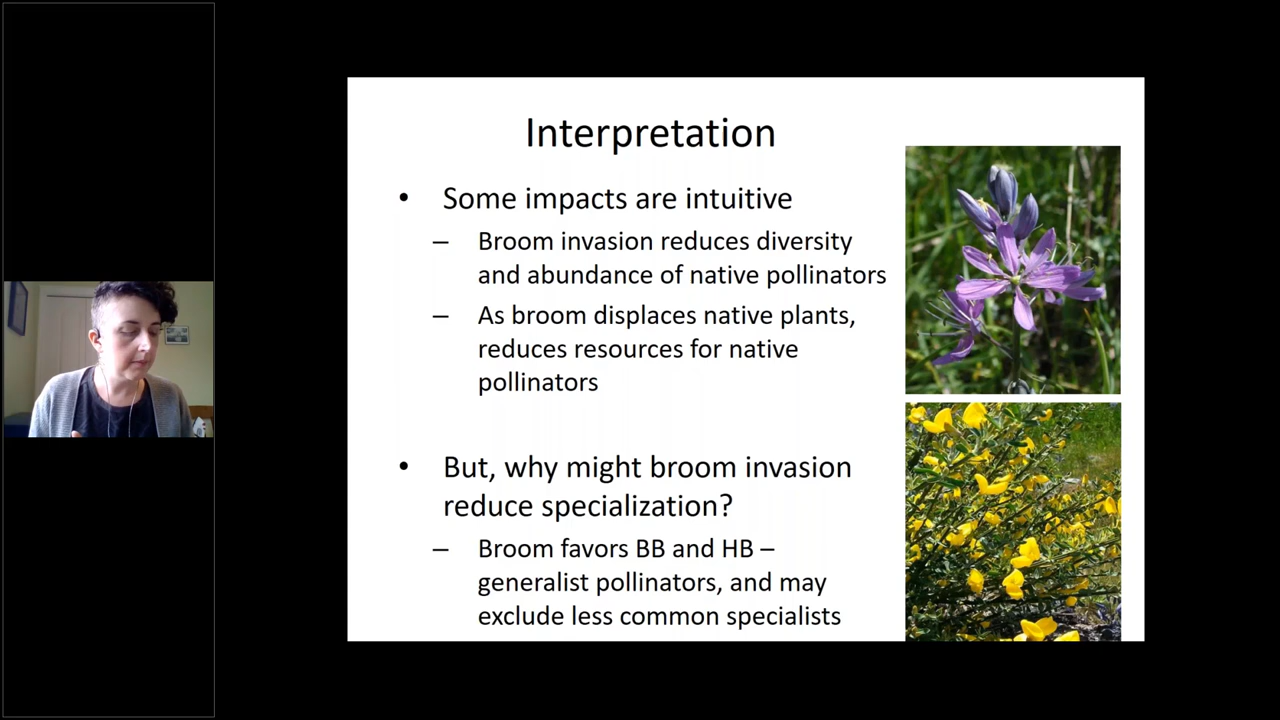 Interpretation
• Some impacts are intuitive
– Broom invasion reduces diversity
and abundance of native pollinators
– As broom displaces native plants,
reduces resources for native
pollinators
• But, why might broom invasion
reduce specialization?
– Broom favors BB and HB –
generalist pollinators, and may
exclude less common specialists